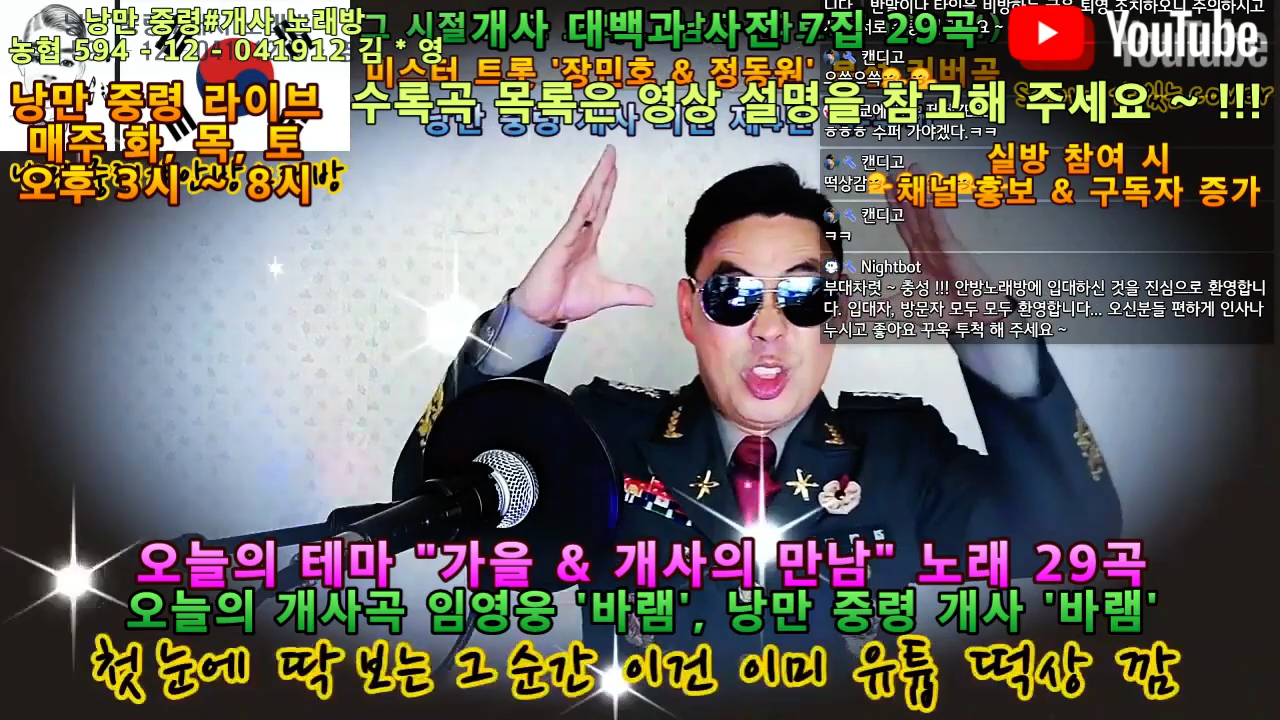 낭만 중령#개사 노래방
농협 594 - 12 - 041912 김 * 영
그 시절개사 대백과 사전 7집 29곡
YouTube
미스터 트롯 '장민호 & 정동원'
수록곡 목록은 영상 설명을 참고해 주세요 ~ !!!
낭만 중령 라이브
매주 화, 목, 토
오후 3시 ~ 8시
캔디고
ㅎㅎㅎ 주퍼 가야겠다.ㅋㅋ
캔디고
떡상감
실방 참여 시
채널 홍보 & 구독자 증가
캔디고
ㅋㅋ
Nightbot
부대차렷 ~ 충성 !!! 안방노래방에 입대하신 것을 진심으로 환영합니
다. 입대자, 방문자 모두 모두 환영합니다... 오신분들 편하게 인사나
누시고 좋아요 꾸욱 투척 해 주세요 ~
오늘의 테마 "가을 & 개사의 만남" 노래 29곡
오늘의 개사곡 임영웅 '바램', 낭만 중령 개사 '바램'
첫 눈에 딱 보는 그 순간 이건 이미 유튭 떡상 깜